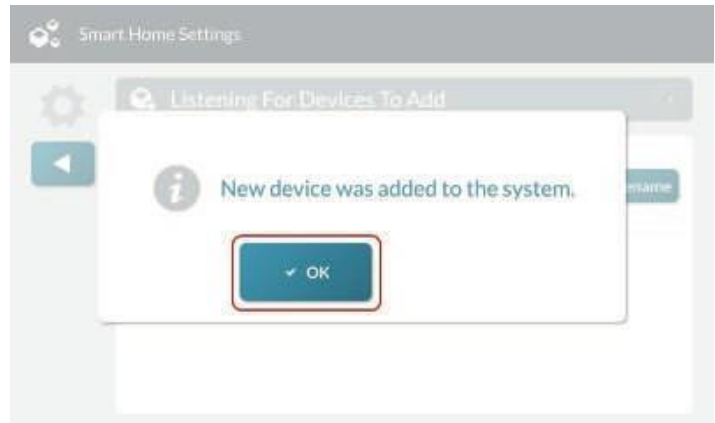 Smart Home Settings
Listening For Devices To Add
New device was added to the system.
OK